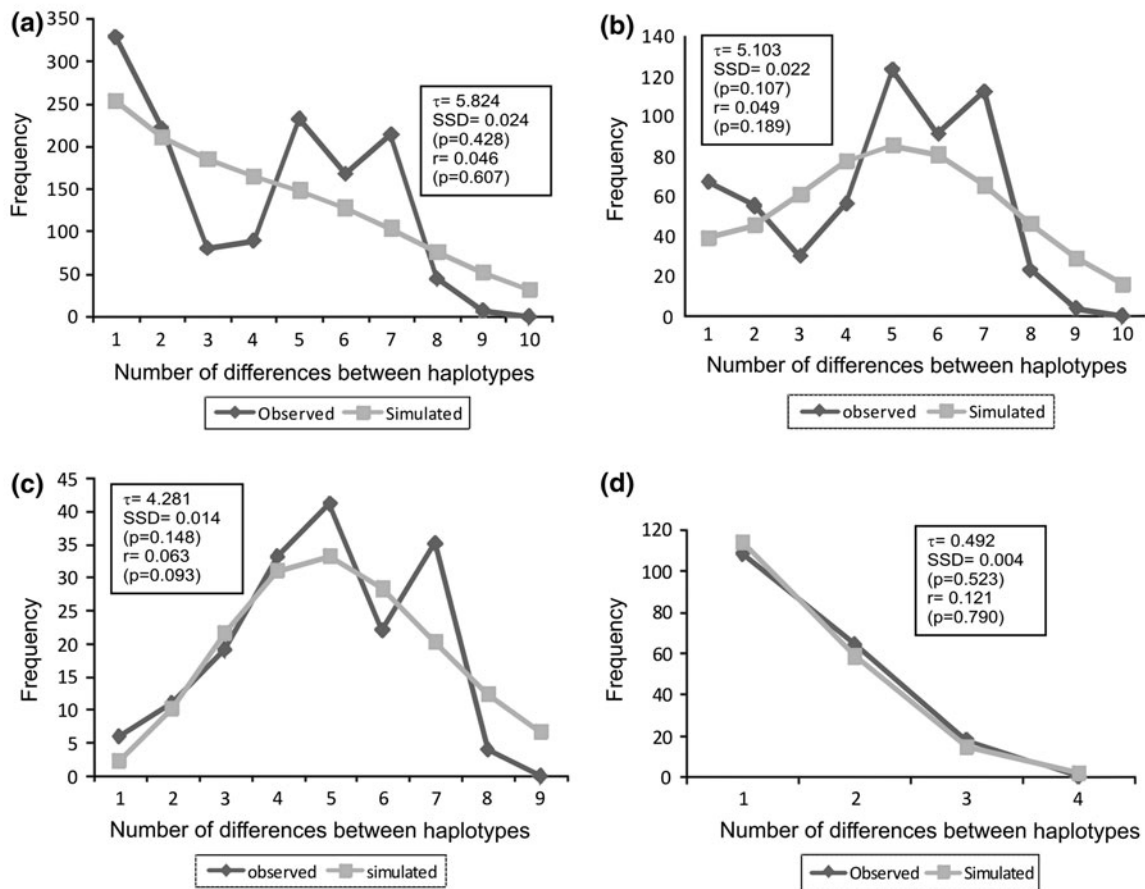 (a)
Frequency
350
300
250
200
150
100
50
0
τ= 5.824
SSD= 0.024
(p=0.428)
r= 0.046
(p=0.607)
1 2 3 4 5 6 7 8 9 10
Number of differences between haplotypes
Observed Simulated
(b)
Frequency
140
120
100
80
60
40
20
0
τ= 5.103
SSD= 0.022
(p=0.107)
r= 0.049
(p=0.189)
1 2 3 4 5 6 7 8 9 10
Number of differences between haplotypes
observed Simulated
(c)
Frequency
45
40
35
30
25
20
15
10
5
0
τ= 4.281
SSD= 0.014
(p=0.148)
r= 0.063
(p=0.093)
1 2 3 4 5 6 7 8 9
Number of differences between haplotypes
observed simulated
(d)
Frequency
120
100
80
60
40
20
0
τ= 0.492
SSD= 0.004
(p=0.523)
r= 0.121
(p=0.790)
1 2 3 4
Number of differences between haplotypes
Observed Simulated